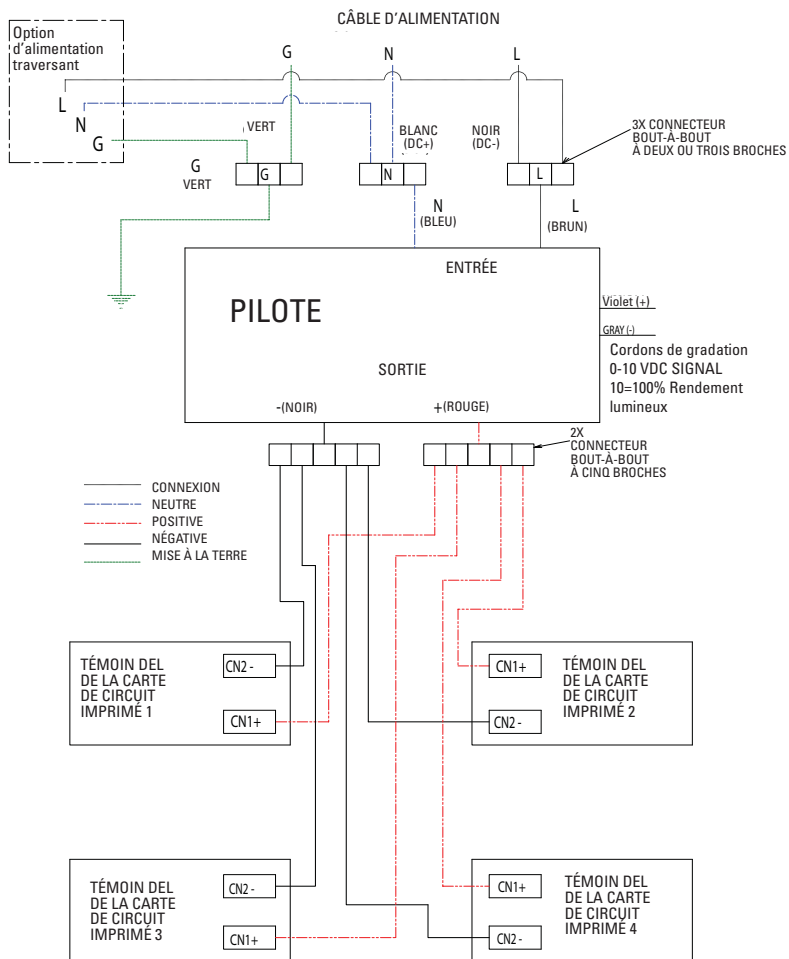 CÂBLE D'ALIMENTATION
Option
d'alimentation
traversant
G
N
L
L
N
G
VERT
BLANC
(DC+)
NOIR
(DC-)
3X CONNECTEUR
BOUT-À-BOUT
À DEUX OU TROIS BROCHES
G
VERT
G
N
L
N
(BLEU)
L
(BRUN)
ENTRÉE
PILOTE
Violet (+)
GRAY (-)
Cordons de gradation
0-10 VDC SIGNAL
10=100% Rendement
lumineux
SORTIE
-(NOIR)
+(ROUGE)
2X
CONNECTEUR
BOUT-À-BOUT
À CINQ BROCHES
CONNEXION
NEUTRE
POSITIVE
NÉGATIVE
MISE À LA TERRE
TÉMOIN DEL
DE LA CARTE
DE CIRCUIT
IMPRIMÉ 1
CN2 -
CN1+
CN1+
CN2 -
TÉMOIN DEL
DE LA CARTE
DE CIRCUIT
IMPRIMÉ 2
TÉMOIN DEL
DE LA CARTE
DE CIRCUIT
IMPRIMÉ 3
CN2 -
CN1+
CN1+
CN2 -
TÉMOIN DEL
DE LA CARTE
DE CIRCUIT
IMPRIMÉ 4